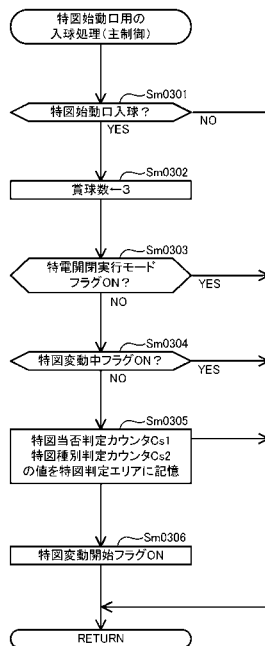 特図始動口用の
入球処理(主制御)
Sm0301
特図始動口入球？
NO
YES
Sm0302
賞球数←3
Sm0303
特電開閉実行モード
フラグON？
YES
NO
Sm0304
特図変動中フラグON？
YES
NO
Sm0305
特図当否判定カウンタCs1
特図種別判定カウンタCs2
の値を特図判定エリアに記憶
Sm0306
特図変動開始フラグON
RETURN